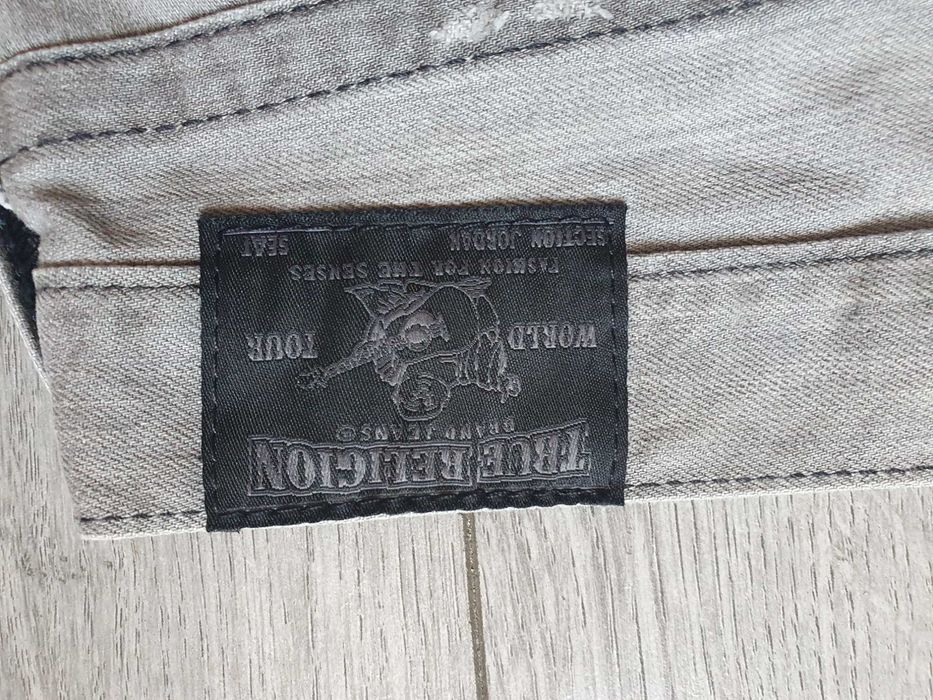 TRUE RELIGION
BRAND JEANS ®
WORLD TOUR
FASHION FOR THE SENSES
SECTION JORDAN SEAT